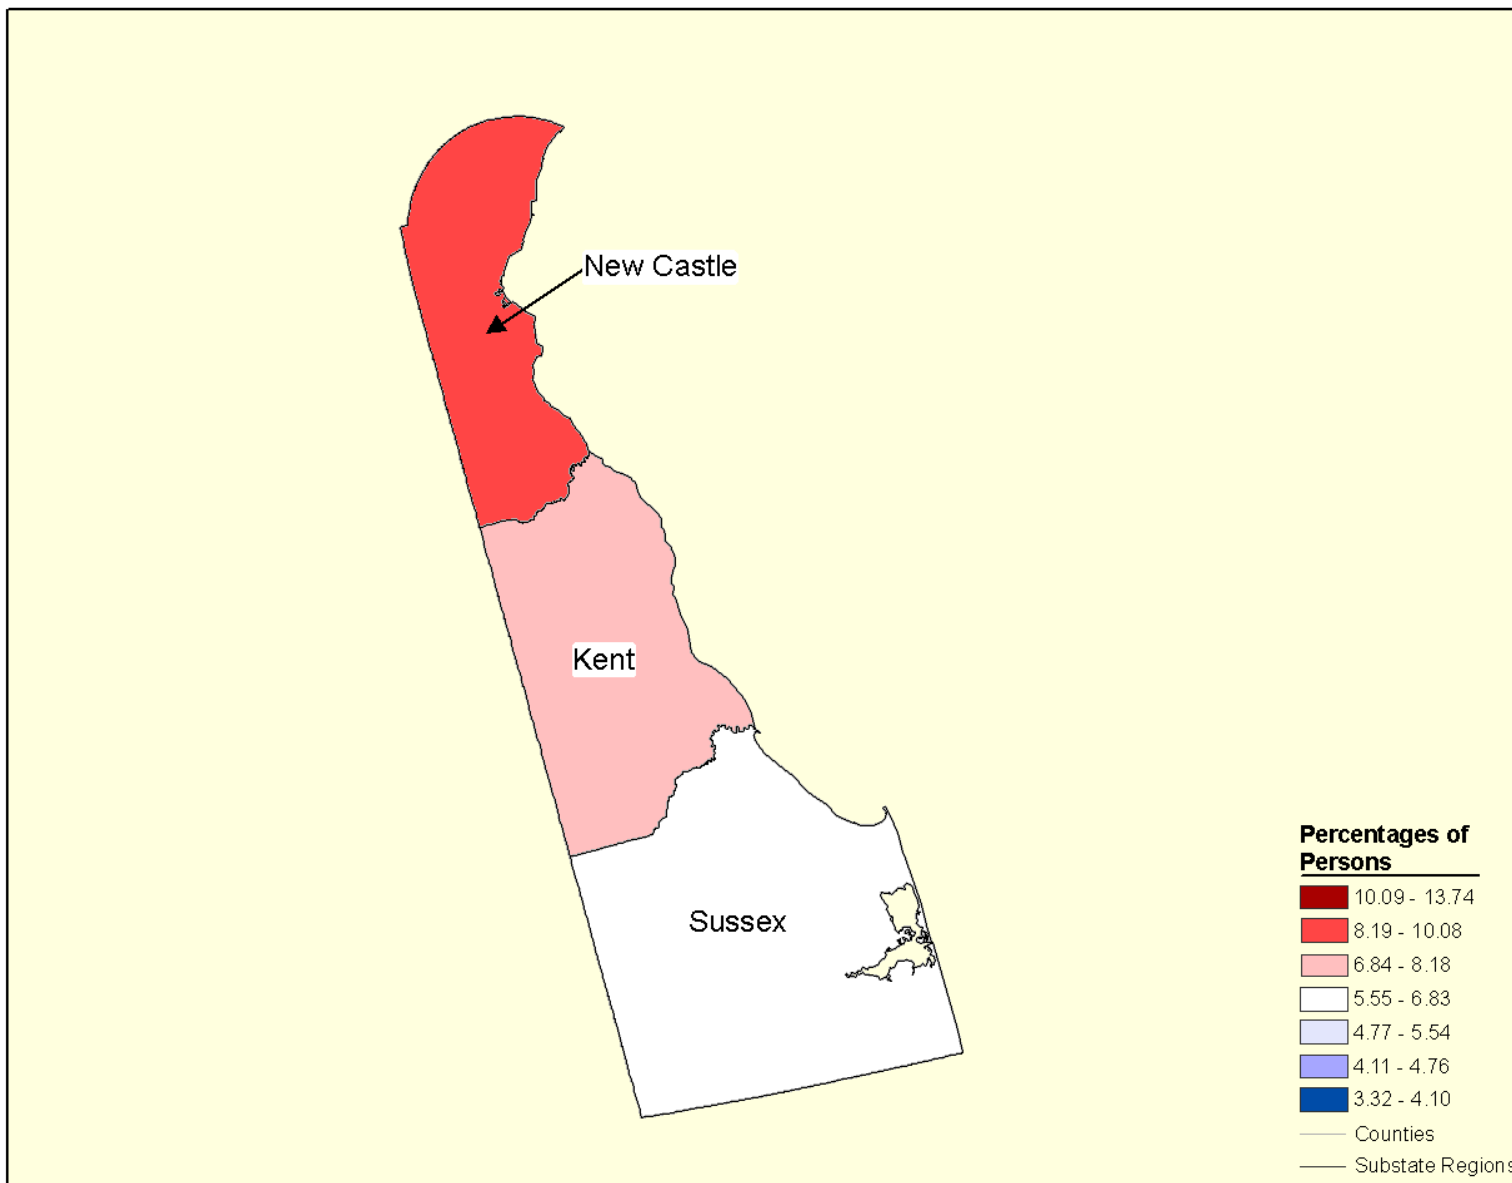 New Castle
Kent
Sussex
Percentages of
Persons
10.09 - 13.74
8.19 - 10.08
6.84 - 8.18
5.55 - 6.83
4.77 - 5.54
4.11 - 4.76
3.32 - 4.10
Counties
Substate Regions